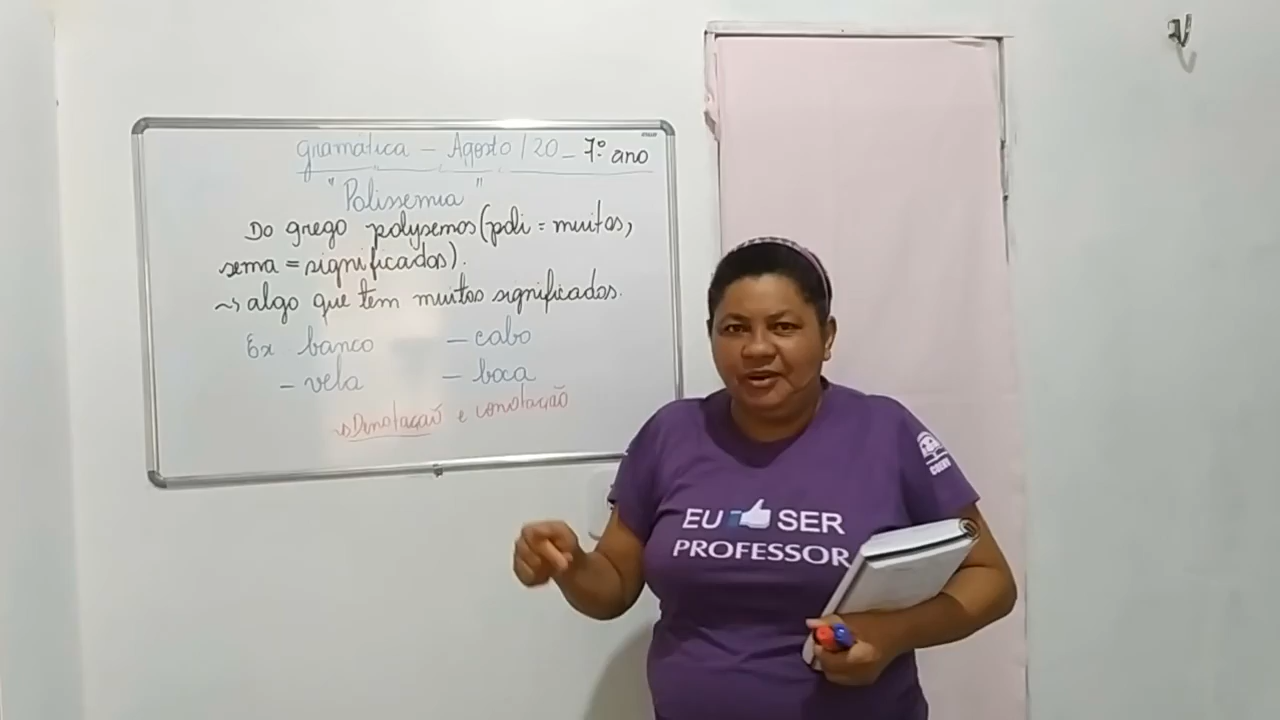 gramática – Agosto/20 – 7º ano
"Polissemia"
Do grego polysemos (poli = muitos,
sema = significados).
~> algo que tem muitos significados.
Ex banco – cabo
– vela – boca
~> Denotação e conotação
EU SER
PROFESSOR